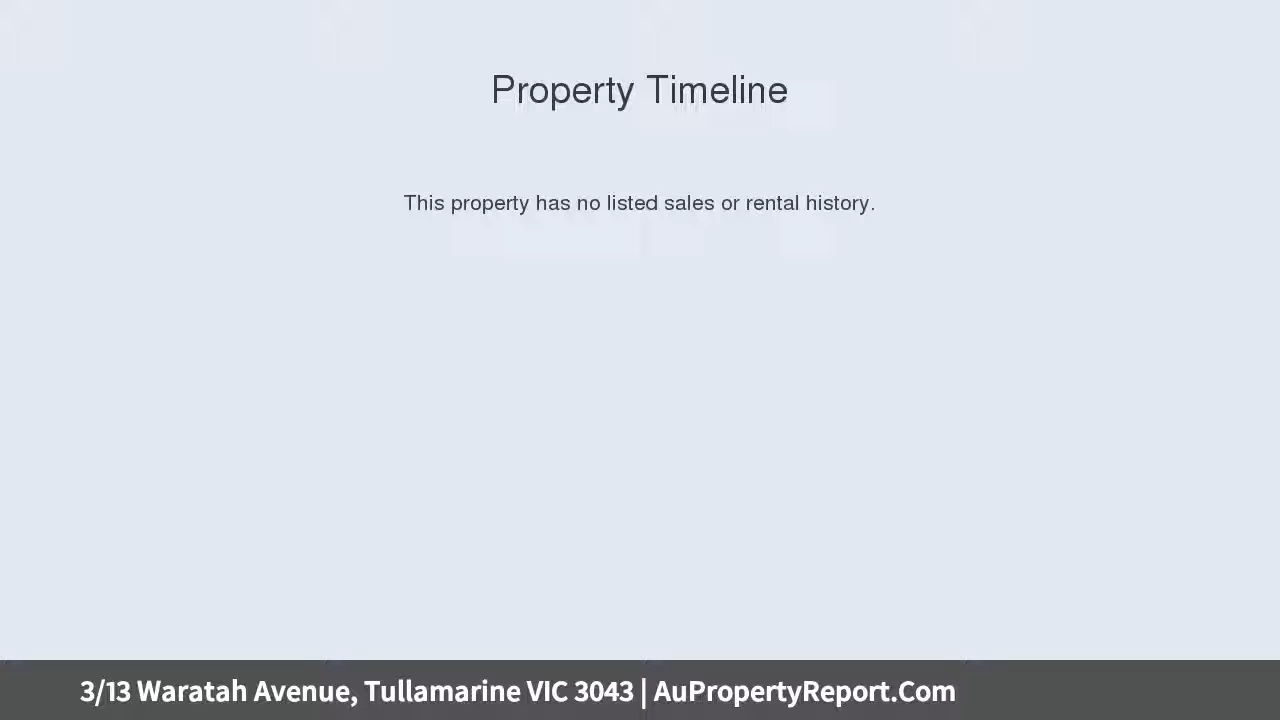 Property Timeline
This property has no listed sales or rental history.
3/13 Waratah Avenue, Tullamarine VIC 3043 | AuPropertyReport.Com